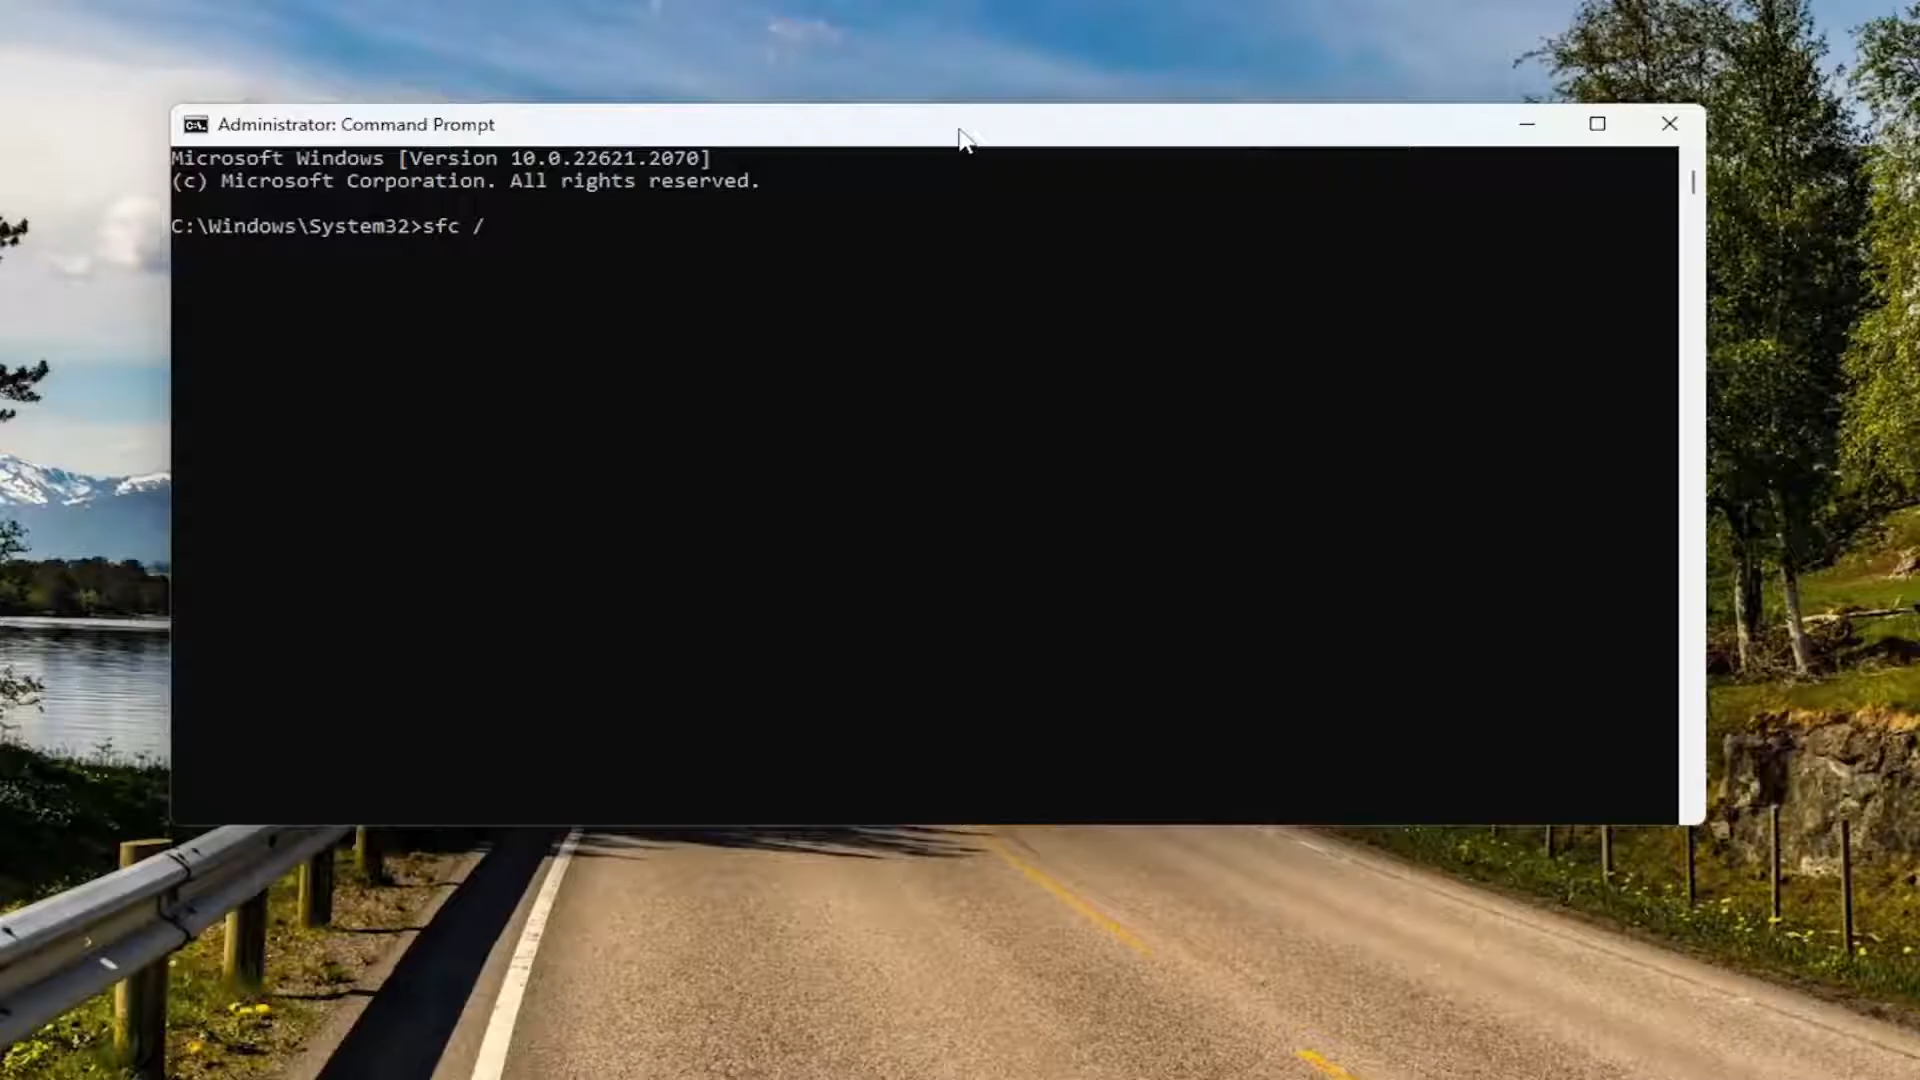 Administrator: Command Prompt
Microsoft Windows [Version 10.0.22621.2070]
(c) Microsoft Corporation. All rights reserved.
C:\Windows\System32>sfc /